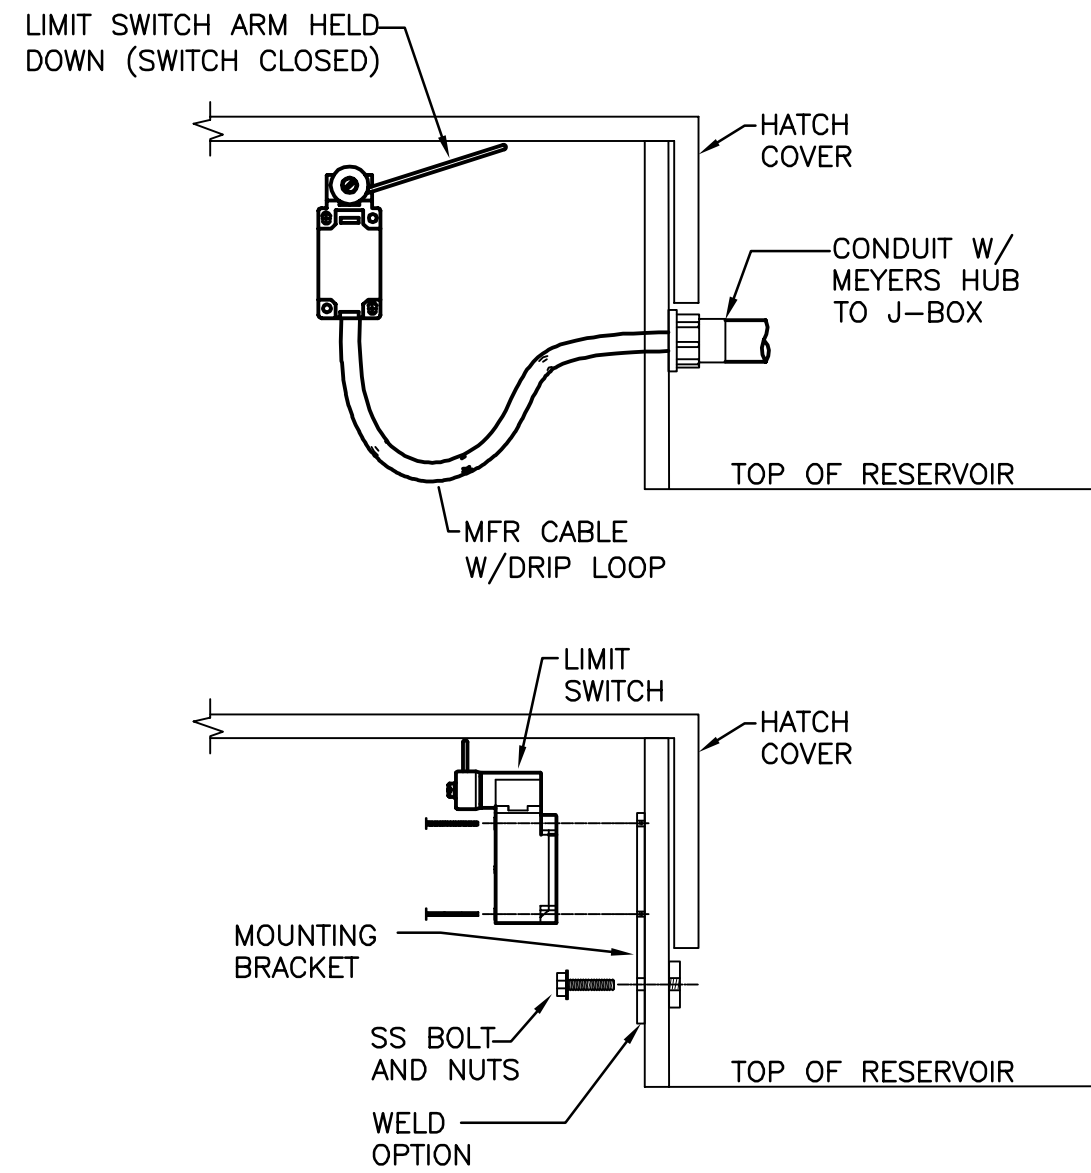 LIMIT SWITCH ARM HELD
DOWN (SWITCH CLOSED)
HATCH
COVER
CONDUIT W/
MEYERS HUB
TO J-BOX
TOP OF RESERVOIR
MFR CABLE
W/DRIP LOOP
LIMIT
SWITCH
HATCH
COVER
MOUNTING
BRACKET
SS BOLT
AND NUTS
TOP OF RESERVOIR
WELD
OPTION